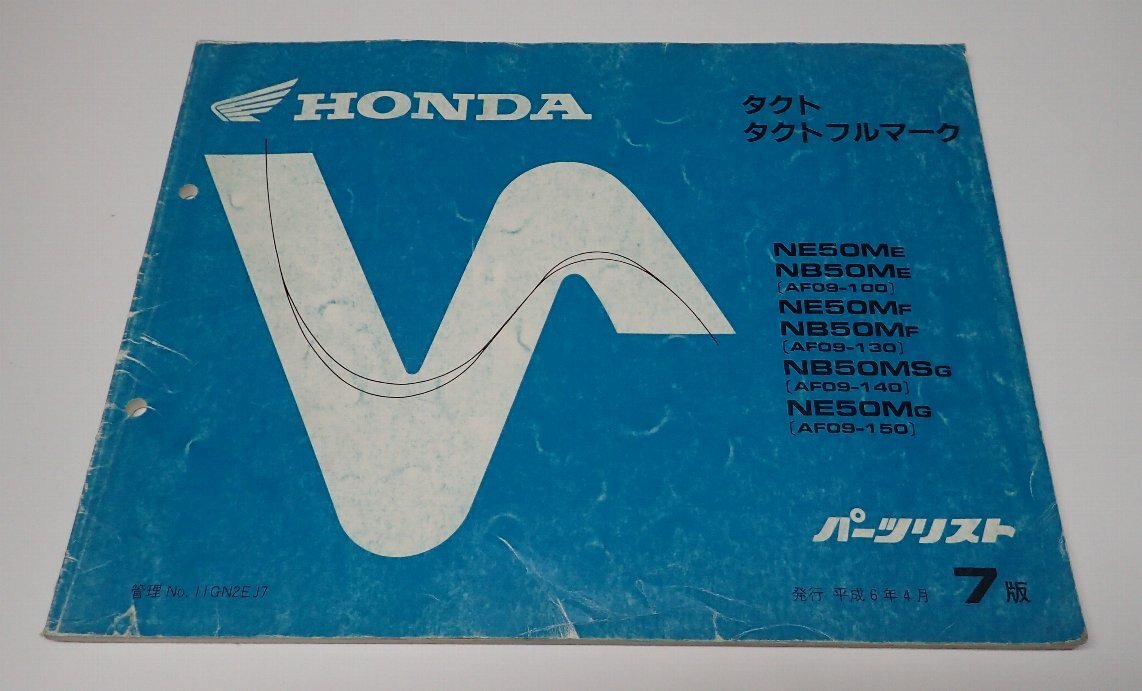 HONDA
タクト
タクトフルマーク
NE50ME
NB50ME
(AF09-100)
NE50MF
NB50MF
(AF09-130)
NB50MSG
(AF09-140)
NE50MG
(AF09-150)
パーツリスト
管理 No. 11GN2EJ7
発行 平成6年4月 7版